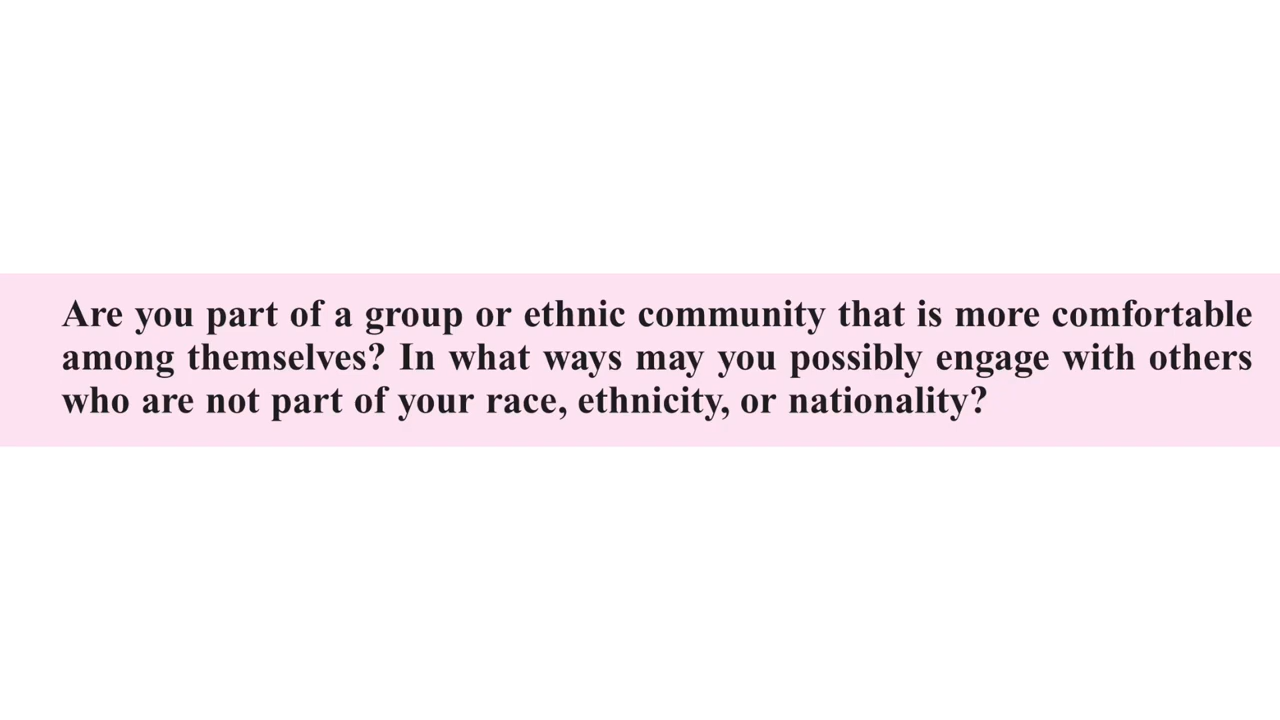 Are you part of a group or ethnic community that is more comfortable
among themselves? In what ways may you possibly engage with others
who are not part of your race, ethnicity, or nationality?